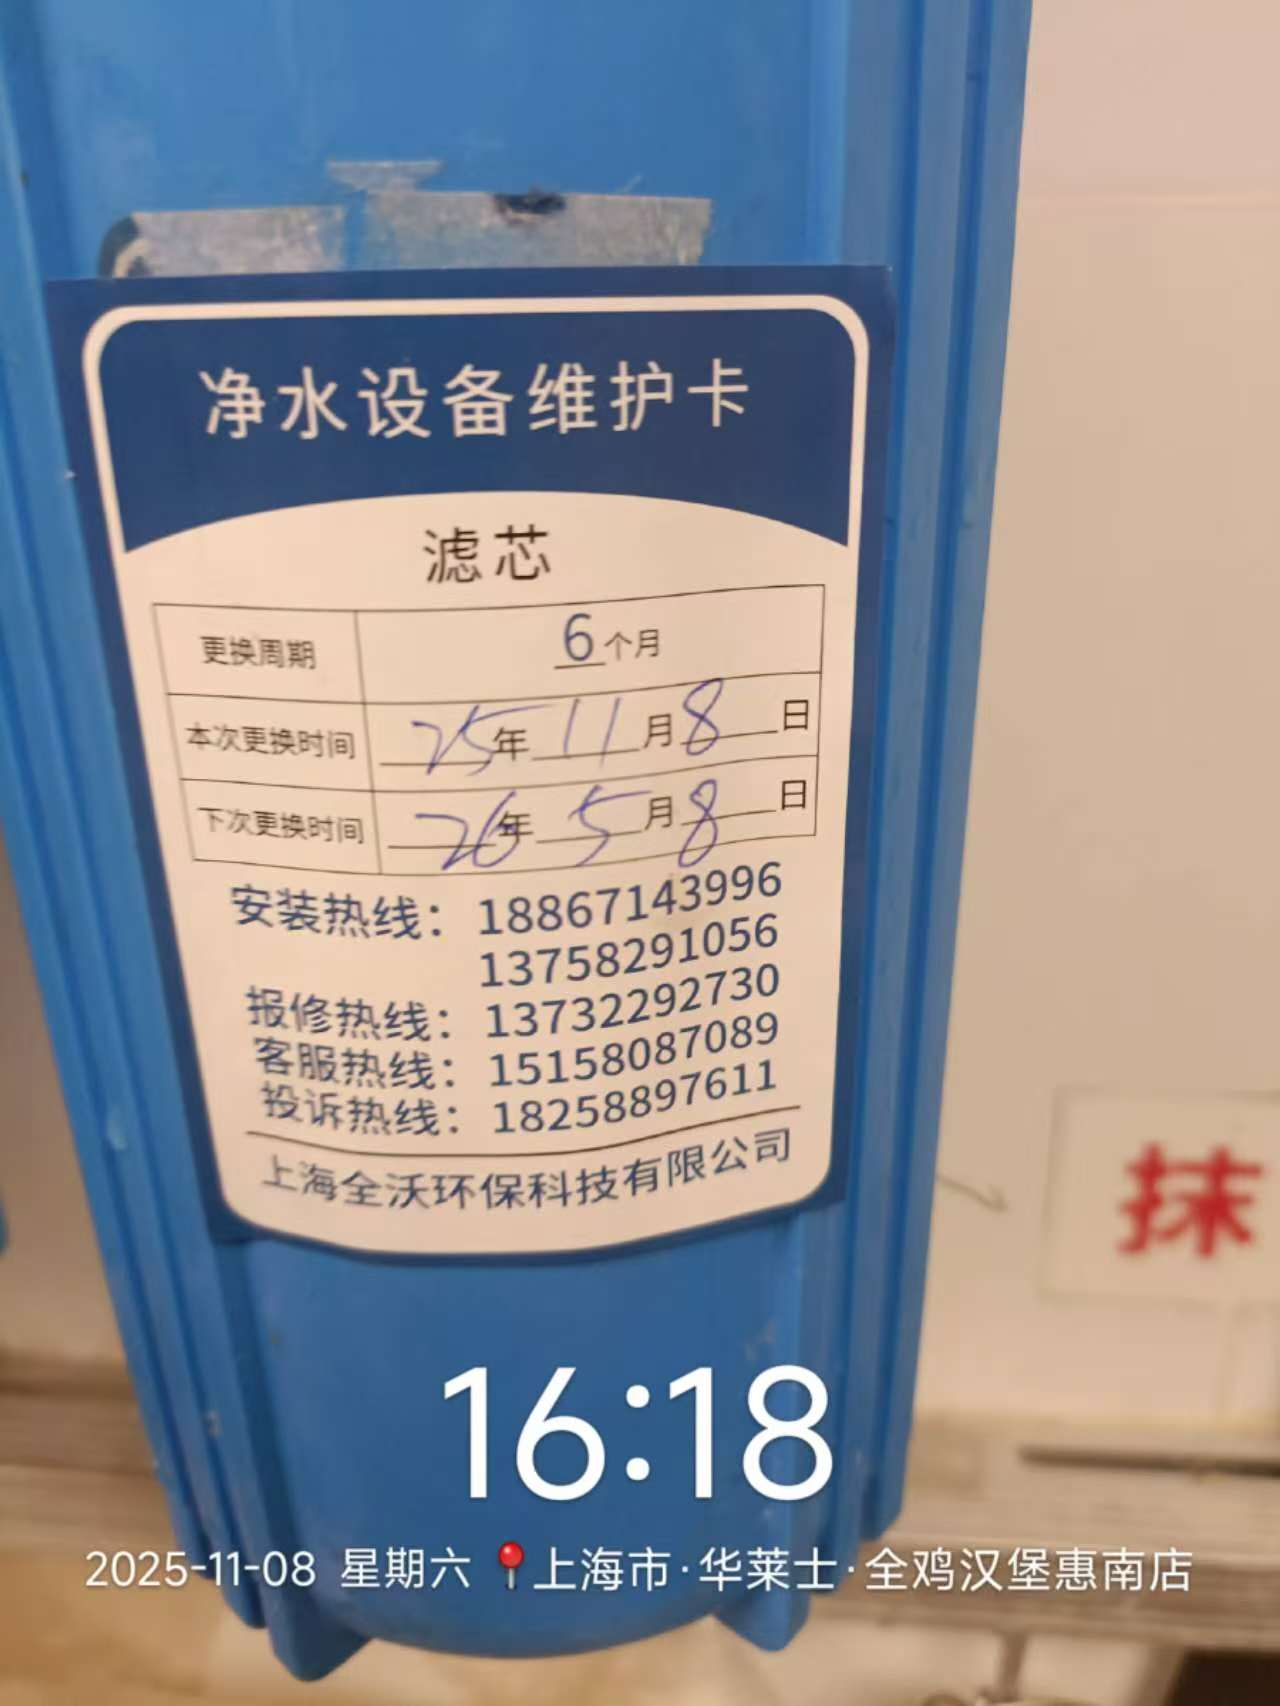 净水设备维护卡
滤芯
更换周期 6个月
本次更换时间 25年11月8日
下次更换时间 26年5月8日
安装热线：18867143996
13758291056
报修热线：13732292730
客服热线：15158087089
投诉热线：18258897611
上海全沃环保科技有限公司
抹
16:18
2025-11-08 星期六 上海市·华莱士·全鸡汉堡惠南店